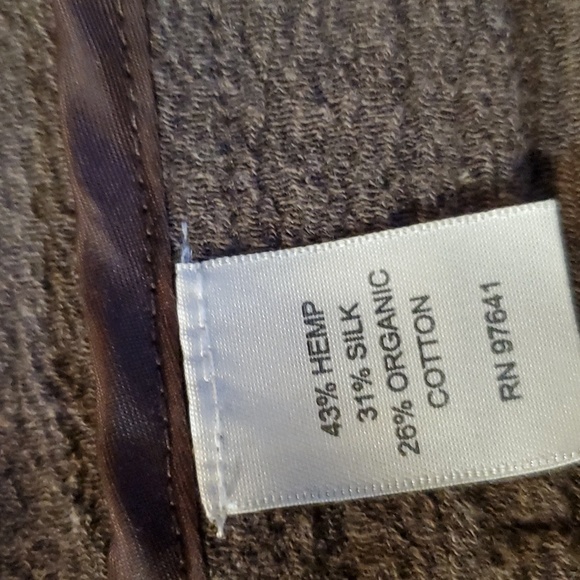 43% HEMP
31% SILK
26% ORGANIC
COTTON
RN 97641